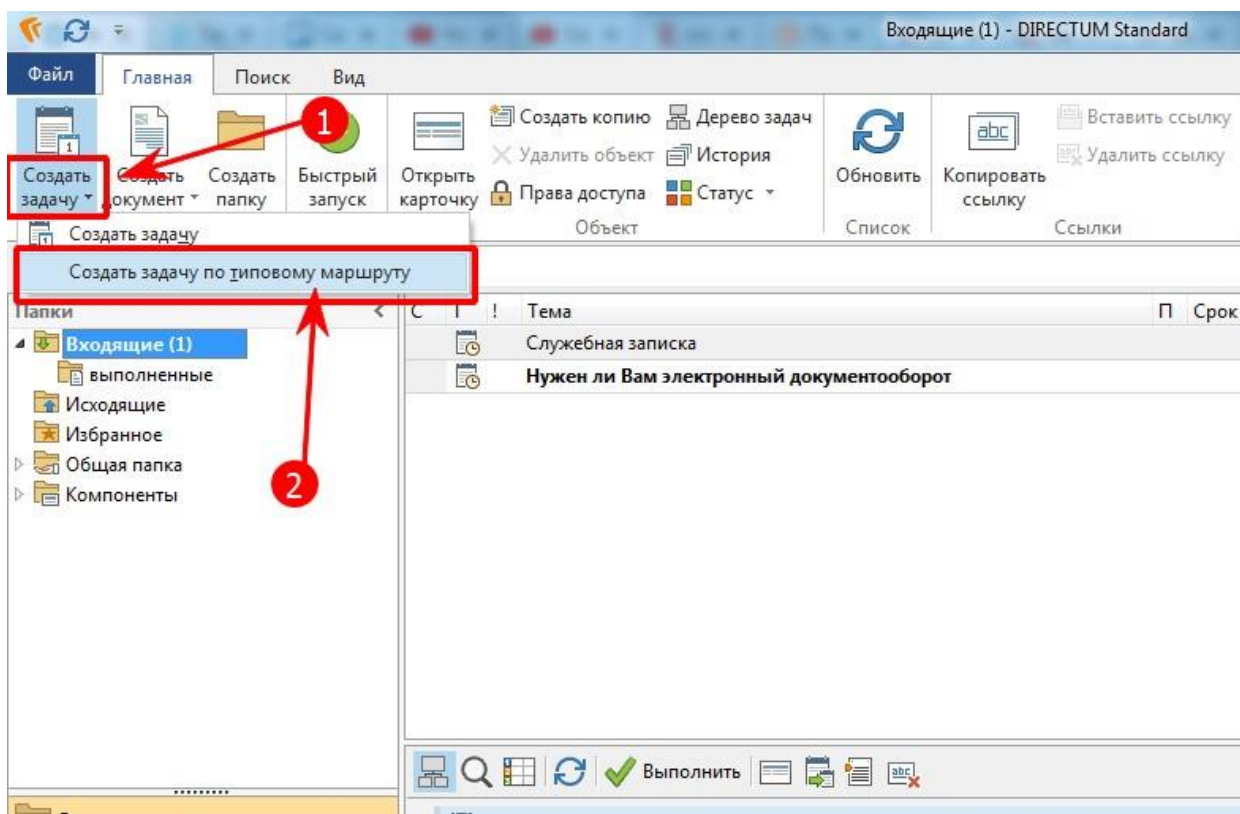 Входящие (1) - DIRECTUM Standard
Файл Главная Поиск Вид
1
Создать задачу
Создать документ
Создать папку
Быстрый запуск
Открыть карточку
Создать копию
Удалить объект
Права доступа
Дерево задач
История
Статус
Обновить
abc
Копировать ссылку
Вставить ссылку
Удалить ссылку
Объект Список Ссылки
Создать задачу
Создать задачу по типовому маршруту
Папки
Входящие (1)
выполненные
Исходящие
Избранное
Общая папка
Компоненты
2
С ! Тема П Срок
Служебная записка
Нужен ли Вам электронный документооборот
Выполнить